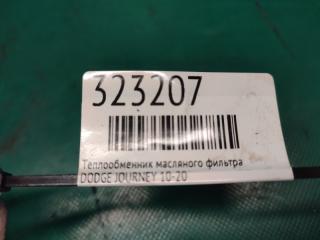 323207
Теплообменник масляного фильтра
DODGE JOURNEY 10-20